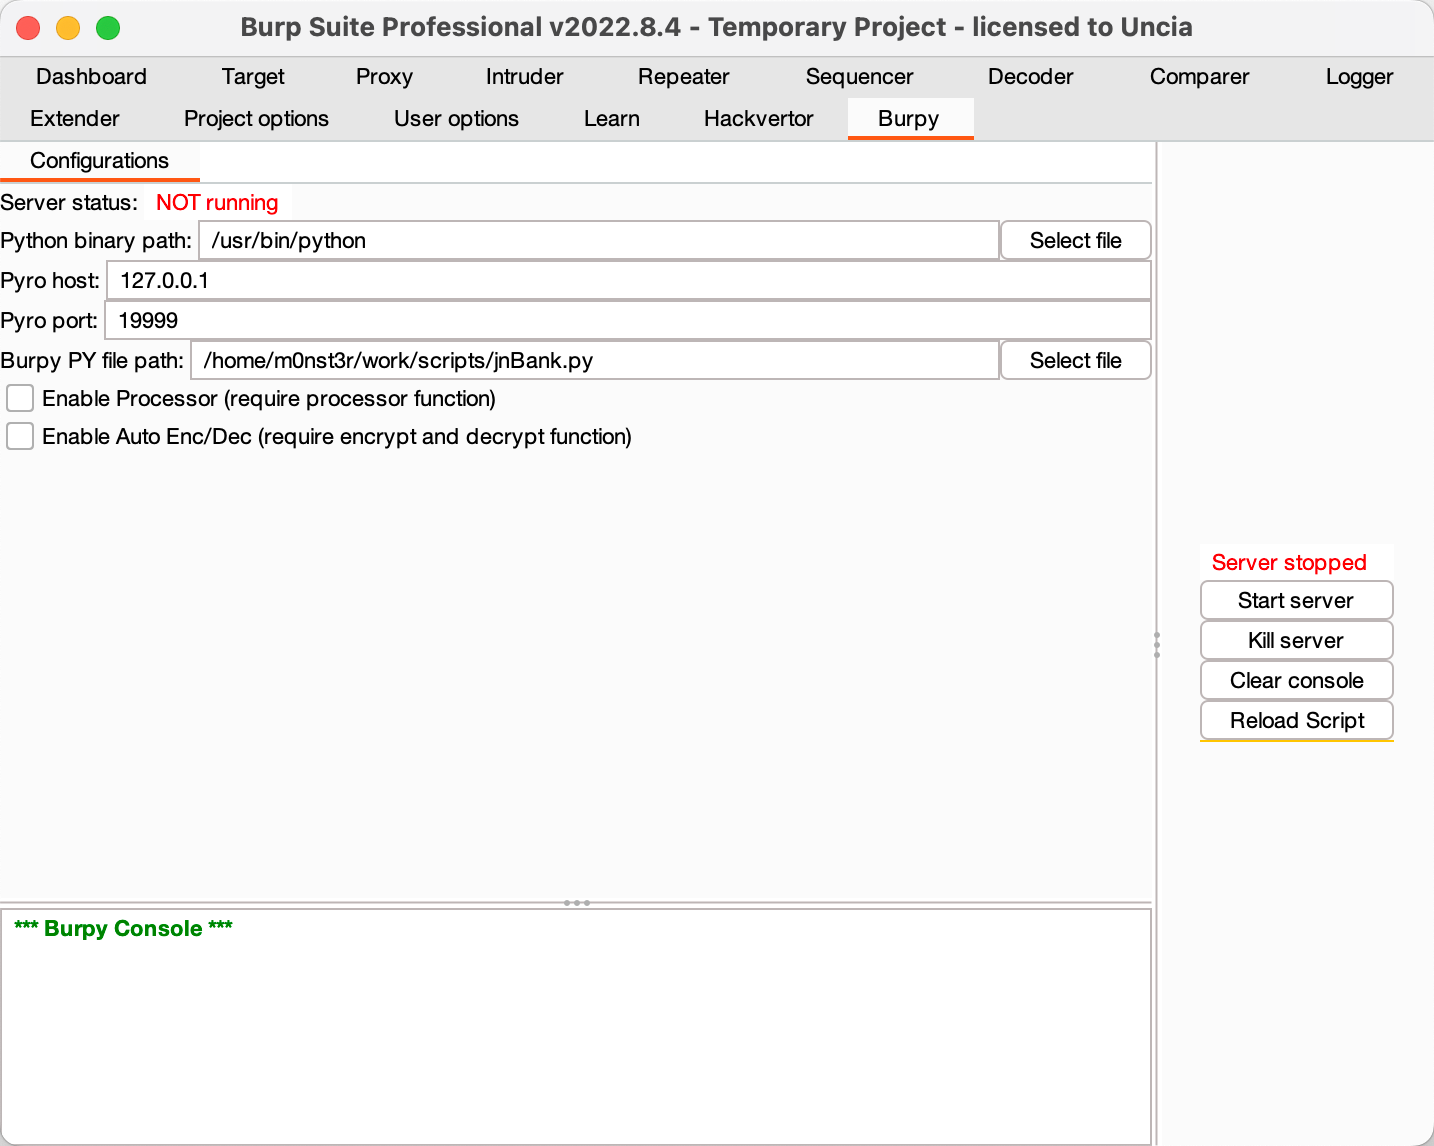 Burp Suite Professional v2022.8.4 - Temporary Project - licensed to Uncia
Dashboard Target Proxy Intruder Repeater Sequencer Decoder Comparer Logger
Extender Project options User options Learn Hackvertor Burpy
Configurations
Server status: NOT running
Python binary path: /usr/bin/python Select file
Pyro host: 127.0.0.1
Pyro port: 19999
Burpy PY file path: /home/m0nst3r/work/scripts/jnBank.py Select file
Enable Processor (require processor function)
Enable Auto Enc/Dec (require encrypt and decrypt function)
Server stopped
Start server
Kill server
Clear console
Reload Script
*** Burpy Console ***